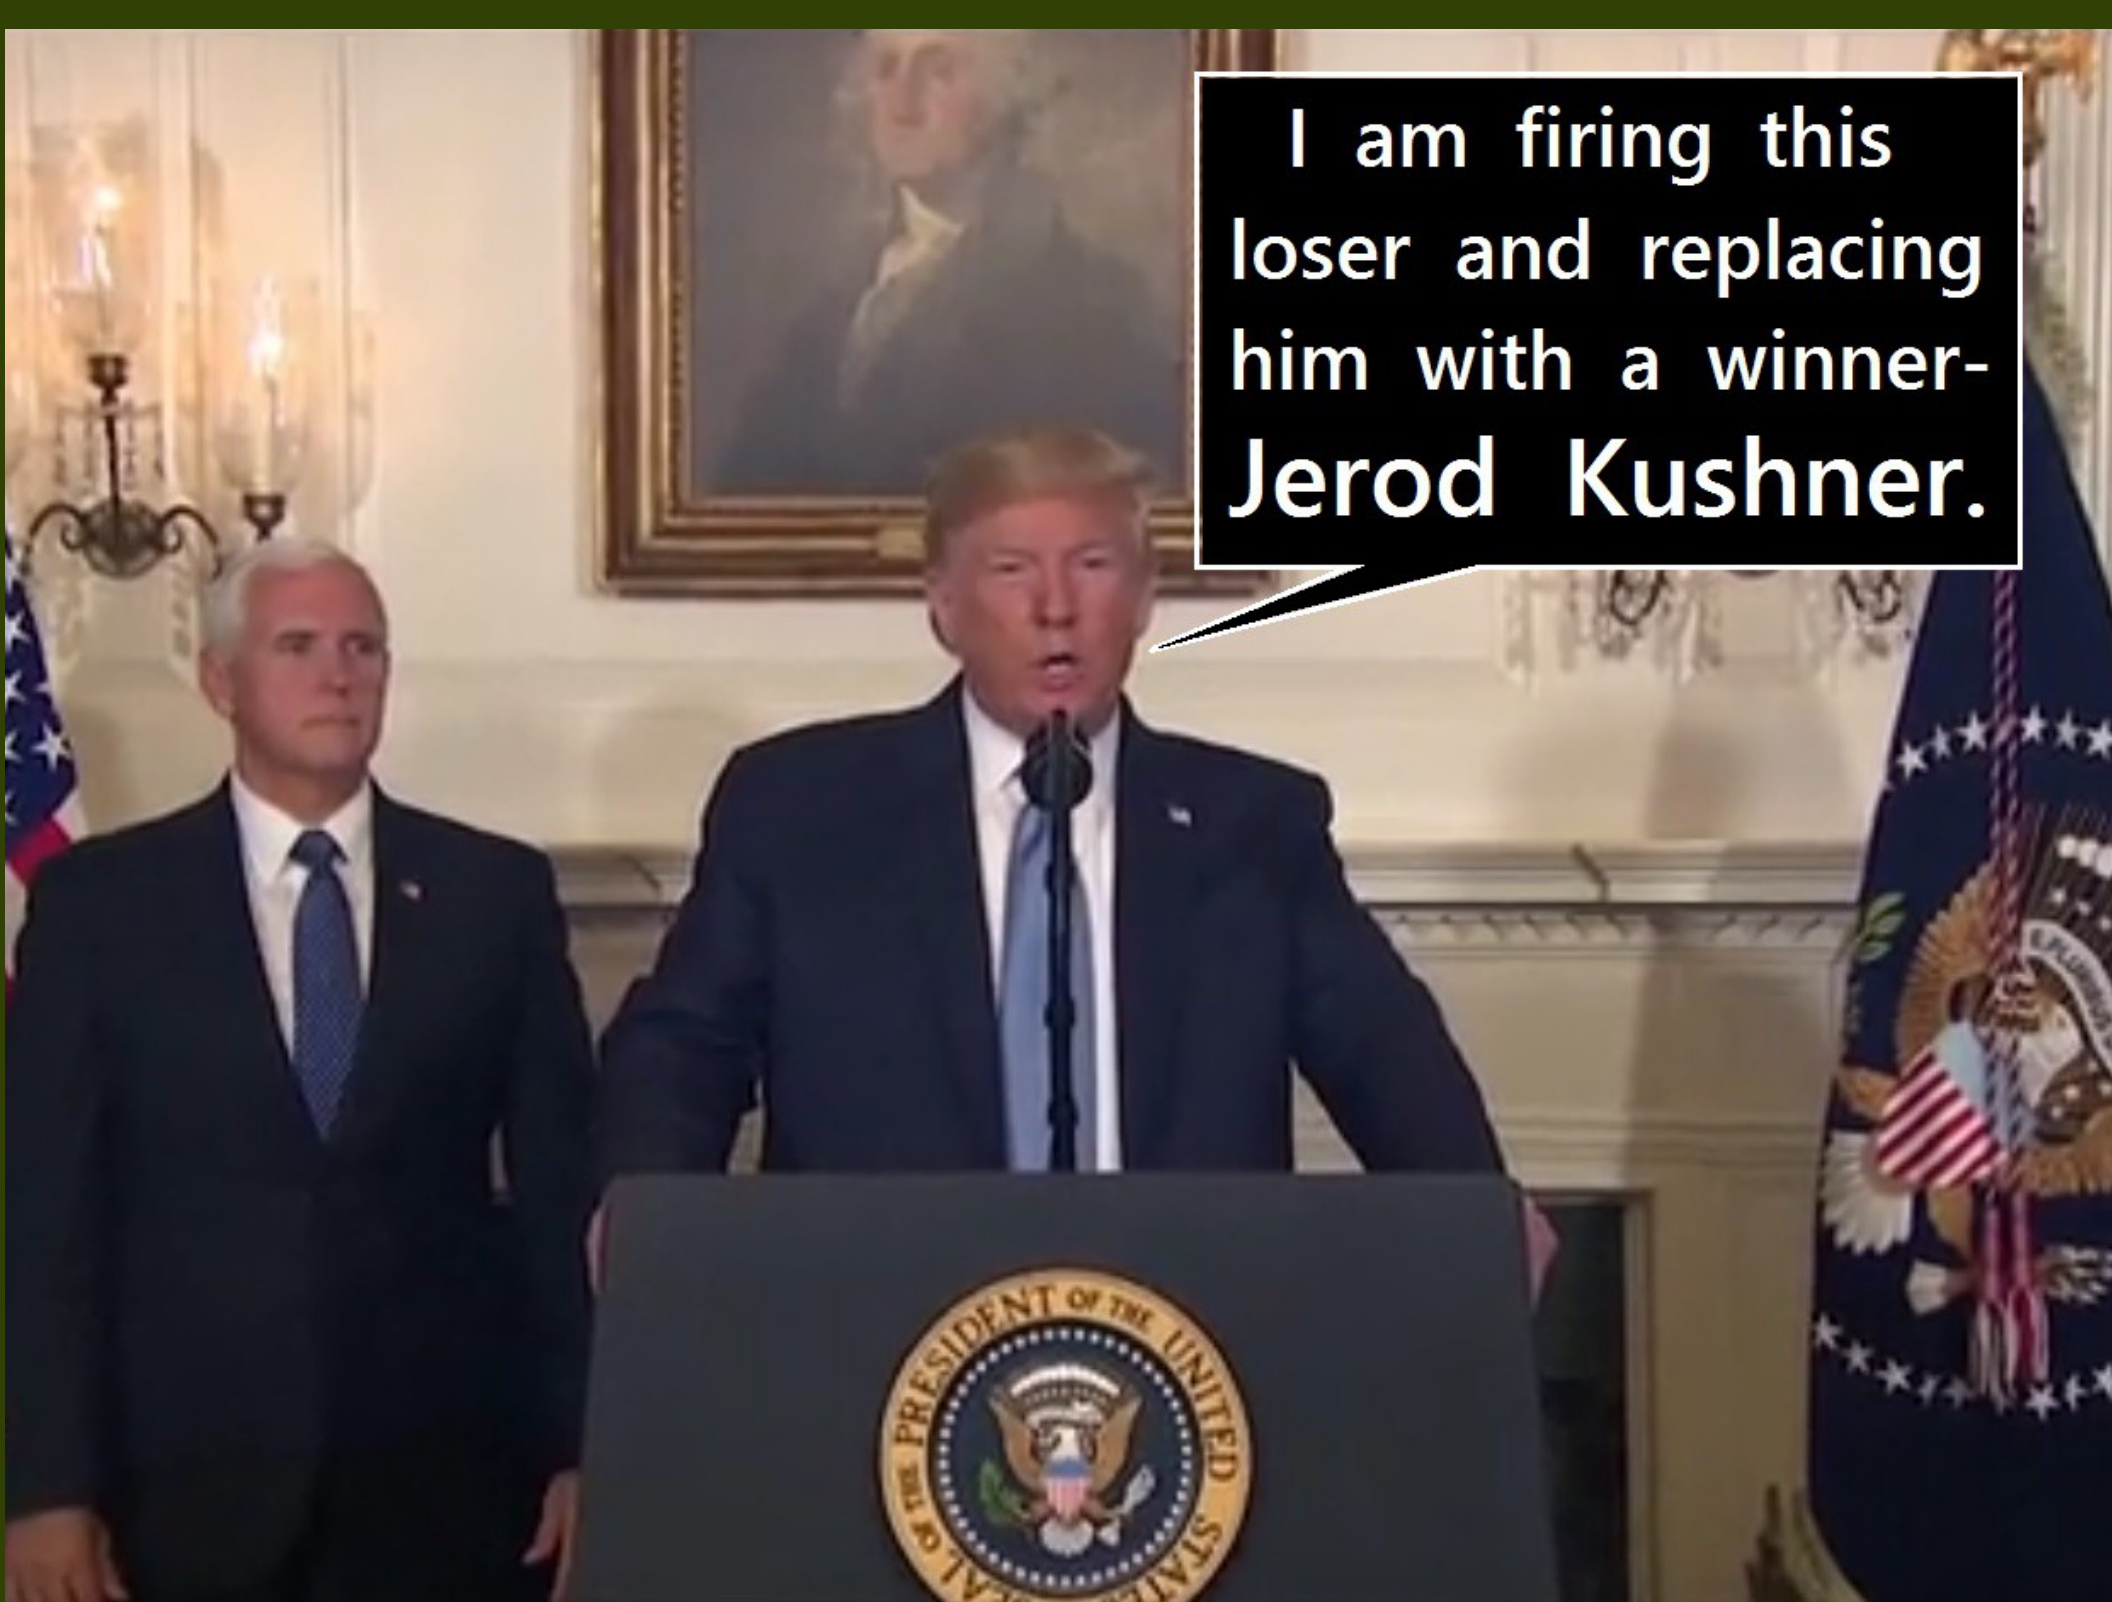 I am firing this
loser and replacing
him with a winner-
Jerod Kushner.
SEAL OF THE PRESIDENT OF THE UNITED STATES